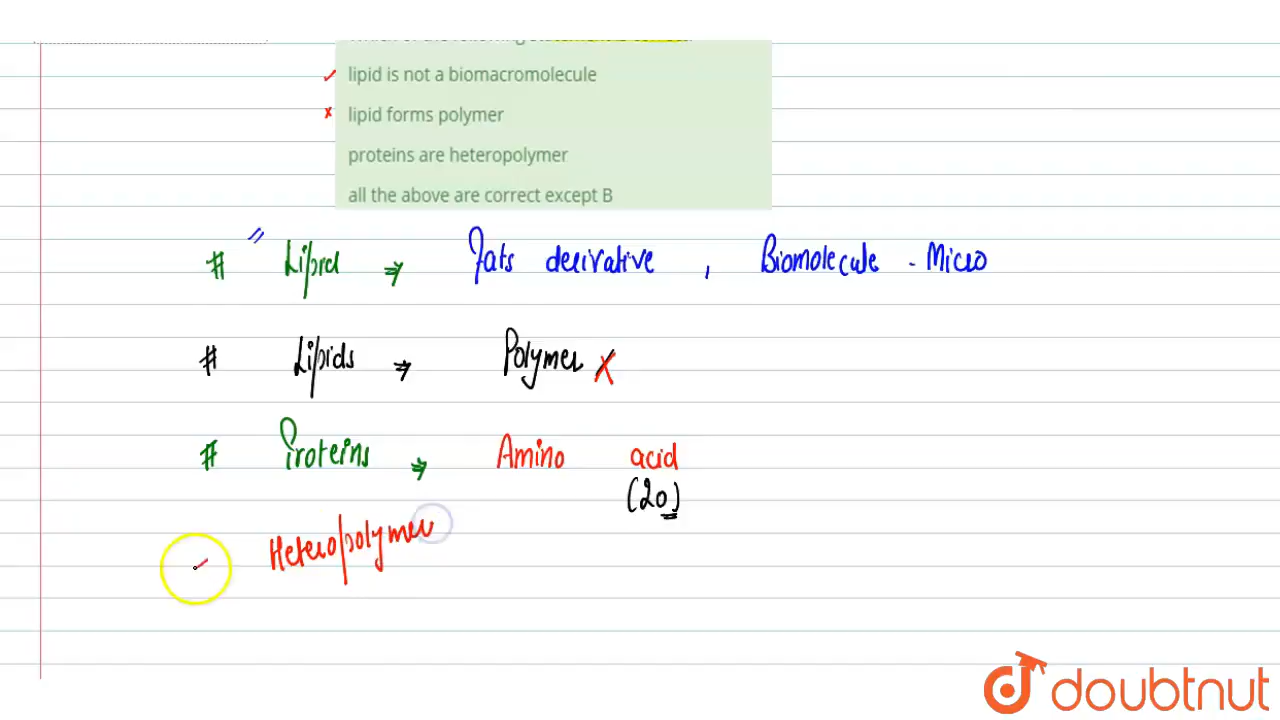 lipid is not a biomacromolecule
lipid forms polymer
proteins are heteropolymer
all the above are correct except B
# Lipid ⇒ Fats derivative , Biomolecule - Micro
# Lipids ⇒ Polymer X
# Proteins ⇒ Amino acid
(20)
Heteropolymer
doubtnut